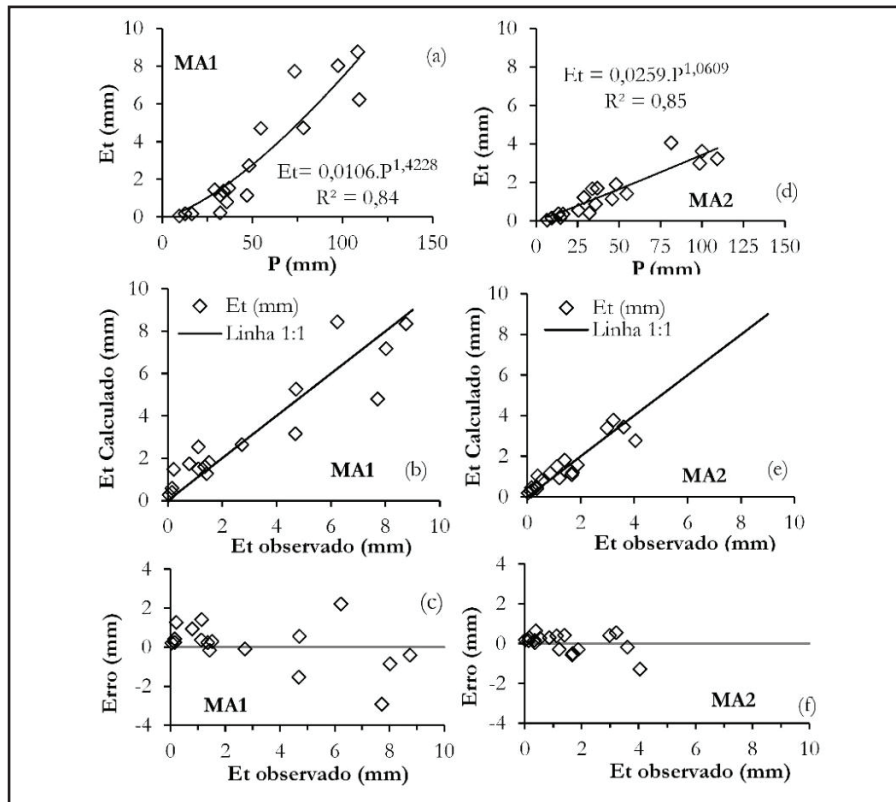 MA1
(a)
Et (mm)
10
8
6
4
2
0
Et= 0,0106.P^1,4228
R² = 0,84
0 50 100 150
P (mm)
Et (mm)
10
8
6
4
2
0
Et = 0,0259.P^1,0609
R² = 0,85
(d)
MA2
0 25 50 75 100 125 150
P (mm)
Et Calculado (mm)
10
8
6
4
2
0
Et (mm)
Linha 1:1
MA1
(b)
0 2 4 6 8 10
Et observado (mm)
Et Calculado (mm)
10
8
6
4
2
0
Et (mm)
Linha 1:1
(e)
MA2
0 2 4 6 8 10
Et observado (mm)
Erro (mm)
4
2
0
-2
-4
(c)
MA1
0 2 4 6 8 10
Et observado (mm)
Erro (mm)
4
2
0
-2
-4
MA2
(f)
0 2 4 6 8 10
Et observado (mm)